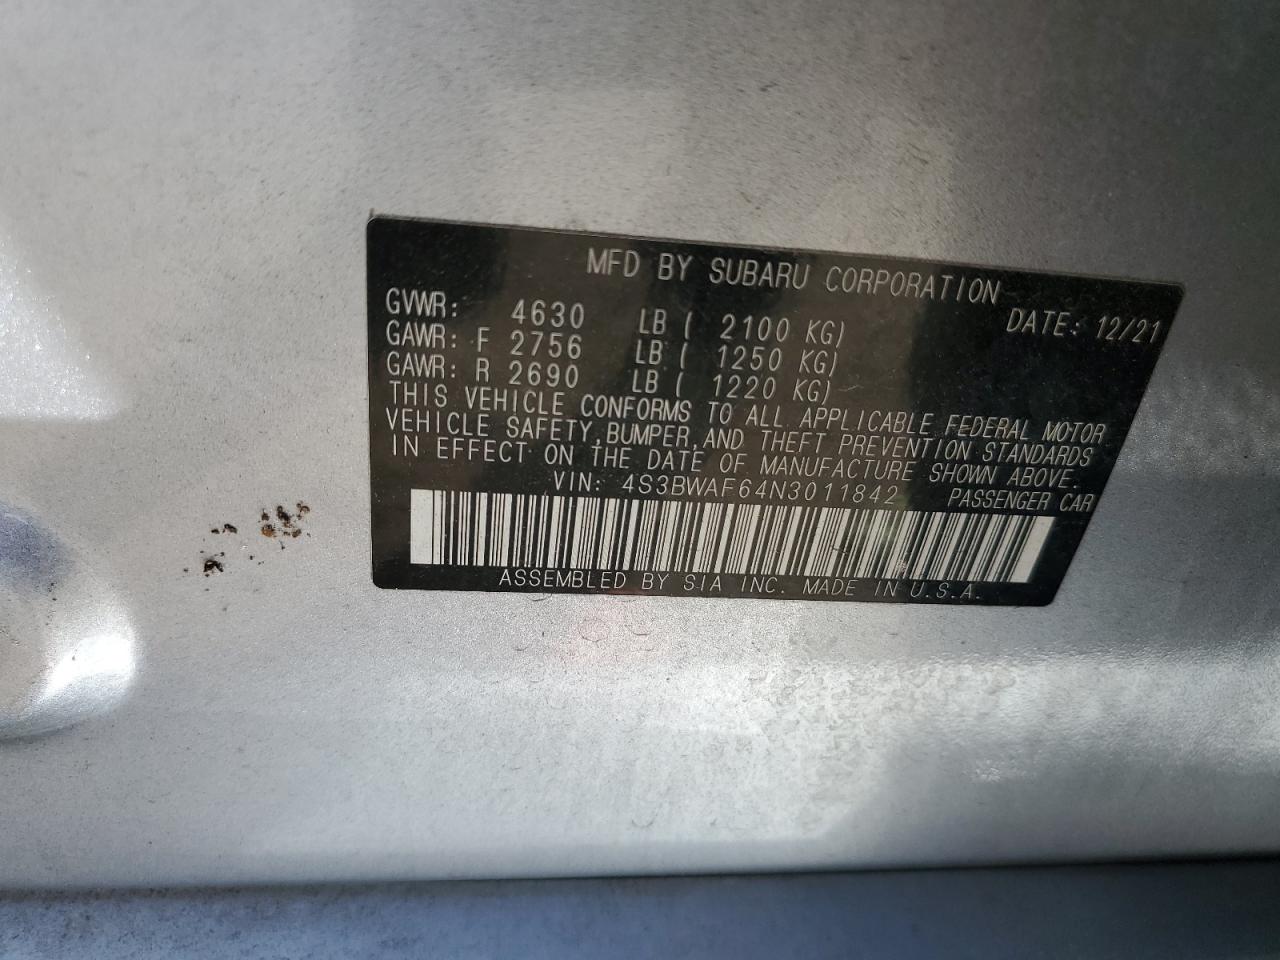 MFD BY SUBARU CORPORATION
DATE: 12/21
GVWR: 4630 LB ( 2100 KG)
GAWR: F 2756 LB ( 1250 KG)
GAWR: R 2690 LB ( 1220 KG)
THIS VEHICLE CONFORMS TO ALL APPLICABLE FEDERAL MOTOR
VEHICLE SAFETY, BUMPER, AND THEFT PREVENTION STANDARDS
IN EFFECT ON THE DATE OF MANUFACTURE SHOWN ABOVE.
VIN: 4S3BWAF64N3011842 PASSENGER CAR
ASSEMBLED BY SIA INC. MADE IN U.S.A.